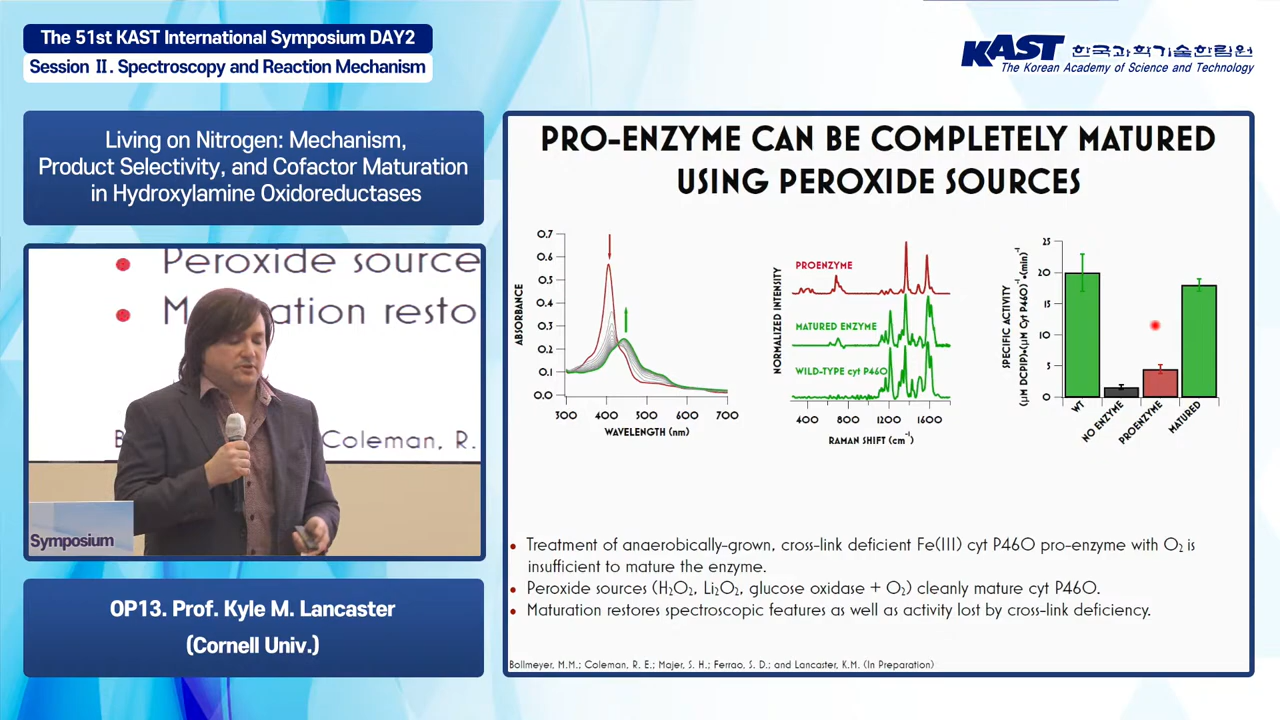 The 51st KAST International Symposium DAY2
Session Ⅱ. Spectroscopy and Reaction Mechanism
KAST 한국과학기술한림원
The Korean Academy of Science and Technology
Living on Nitrogen: Mechanism,
Product Selectivity, and Cofactor Maturation
in Hydroxylamine Oxidoreductases
Peroxide source
M ation resto
Coleman, R.
Symposium
OP13. Prof. Kyle M. Lancaster
(Cornell Univ.)
PRO-ENZYME CAN BE COMPLETELY MATURED
USING PEROXIDE SOURCES
ABSORBANCE
0.7
0.6
0.5
0.4
0.3
0.2
0.1
0.0
300 400 500 600 700
WAVELENGTH (nm)
NORMALIZED INTENSITY
PROENZYME
MATURED ENZYME
WILD-TYPE cyt P460
400 800 1200 1600
RAMAN SHIFT (cm⁻¹)
SPECIFIC ACTIVITY
(μM DCPIP)•(μM Cyt P460)⁻¹•(min)⁻¹
25
20
15
10
5
0
WT
NO ENZYME
PROENZYME
MATURED
• Treatment of anaerobically-grown, cross-link deficient Fe(III) cyt P460 pro-enzyme with O₂ is
insufficient to mature the enzyme.
• Peroxide sources (H₂O₂, Li₂O₂, glucose oxidase + O₂) cleanly mature cyt P460.
• Maturation restores spectroscopic features as well as activity lost by cross-link deficiency.
Bollmeyer, M.M.; Coleman, R. E.; Majer, S. H.; Ferrao, S. D.; and Lancaster, K.M. (In Preparation)